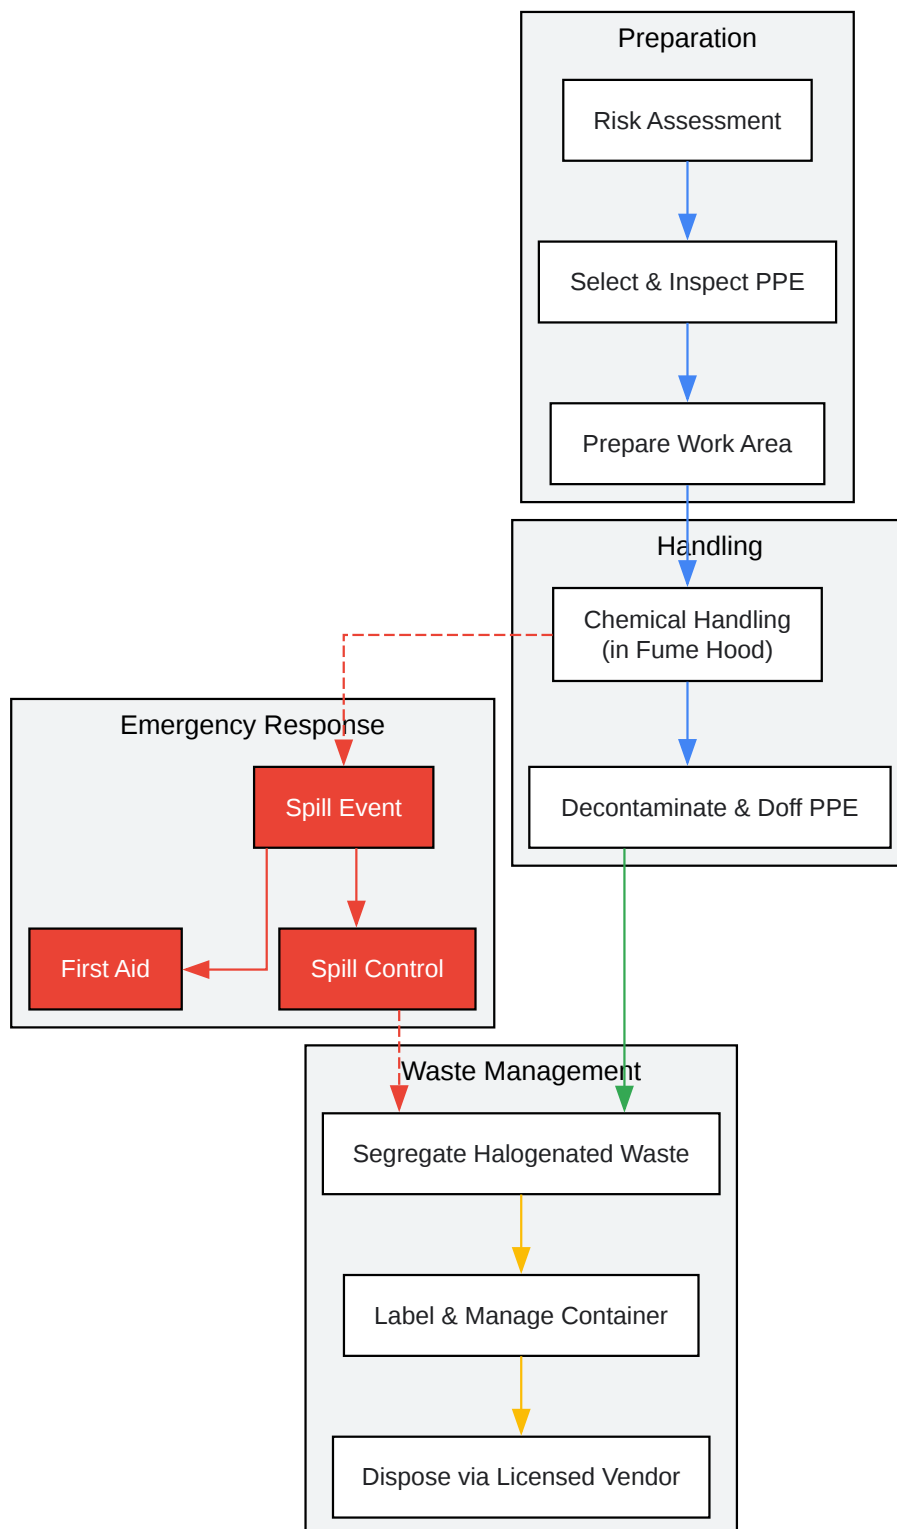 Preparation
Risk Assessment
Select & Inspect PPE
Prepare Work Area
Handling
Chemical Handling
(in Fume Hood)
Decontaminate & Doff PPE
Emergency Response
Spill Event
First Aid
Spill Control
Waste Management
Segregate Halogenated Waste
Label & Manage Container
Dispose via Licensed Vendor